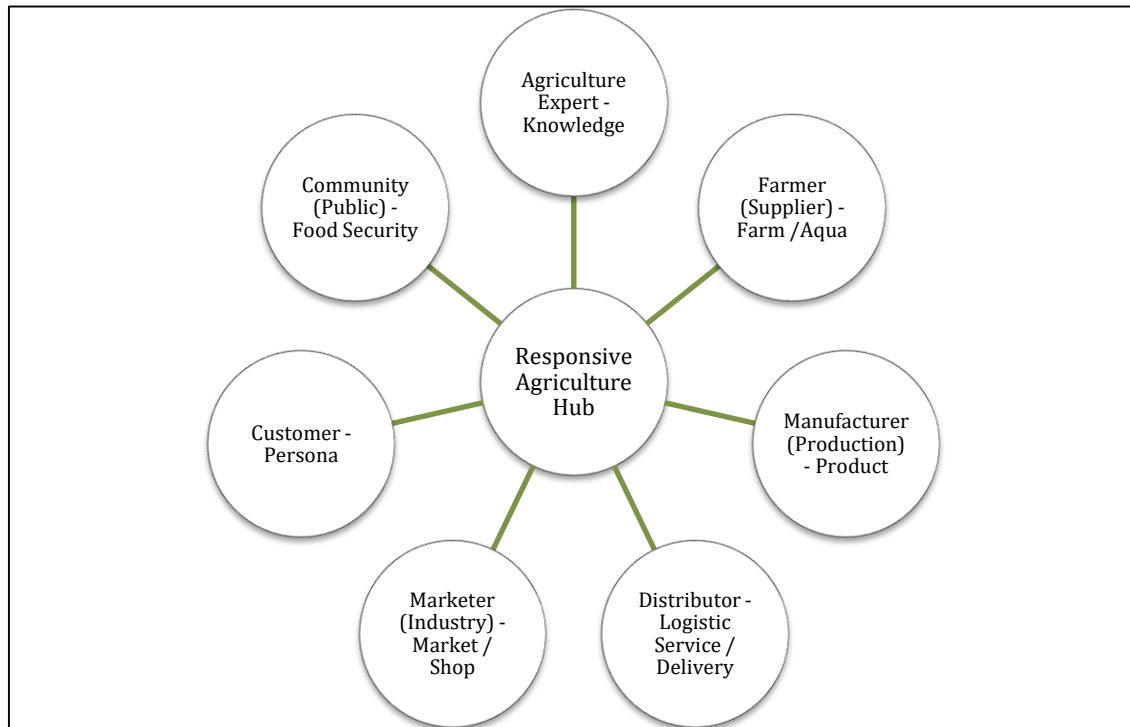 Agriculture
Expert -
Knowledge
Farmer
(Supplier) -
Farm /Aqua
Manufacturer
(Production)
- Product
Distributor -
Logistic
Service /
Delivery
Marketer
(Industry) -
Market /
Shop
Customer -
Persona
Community
(Public) -
Food Security
Responsive
Agriculture
Hub